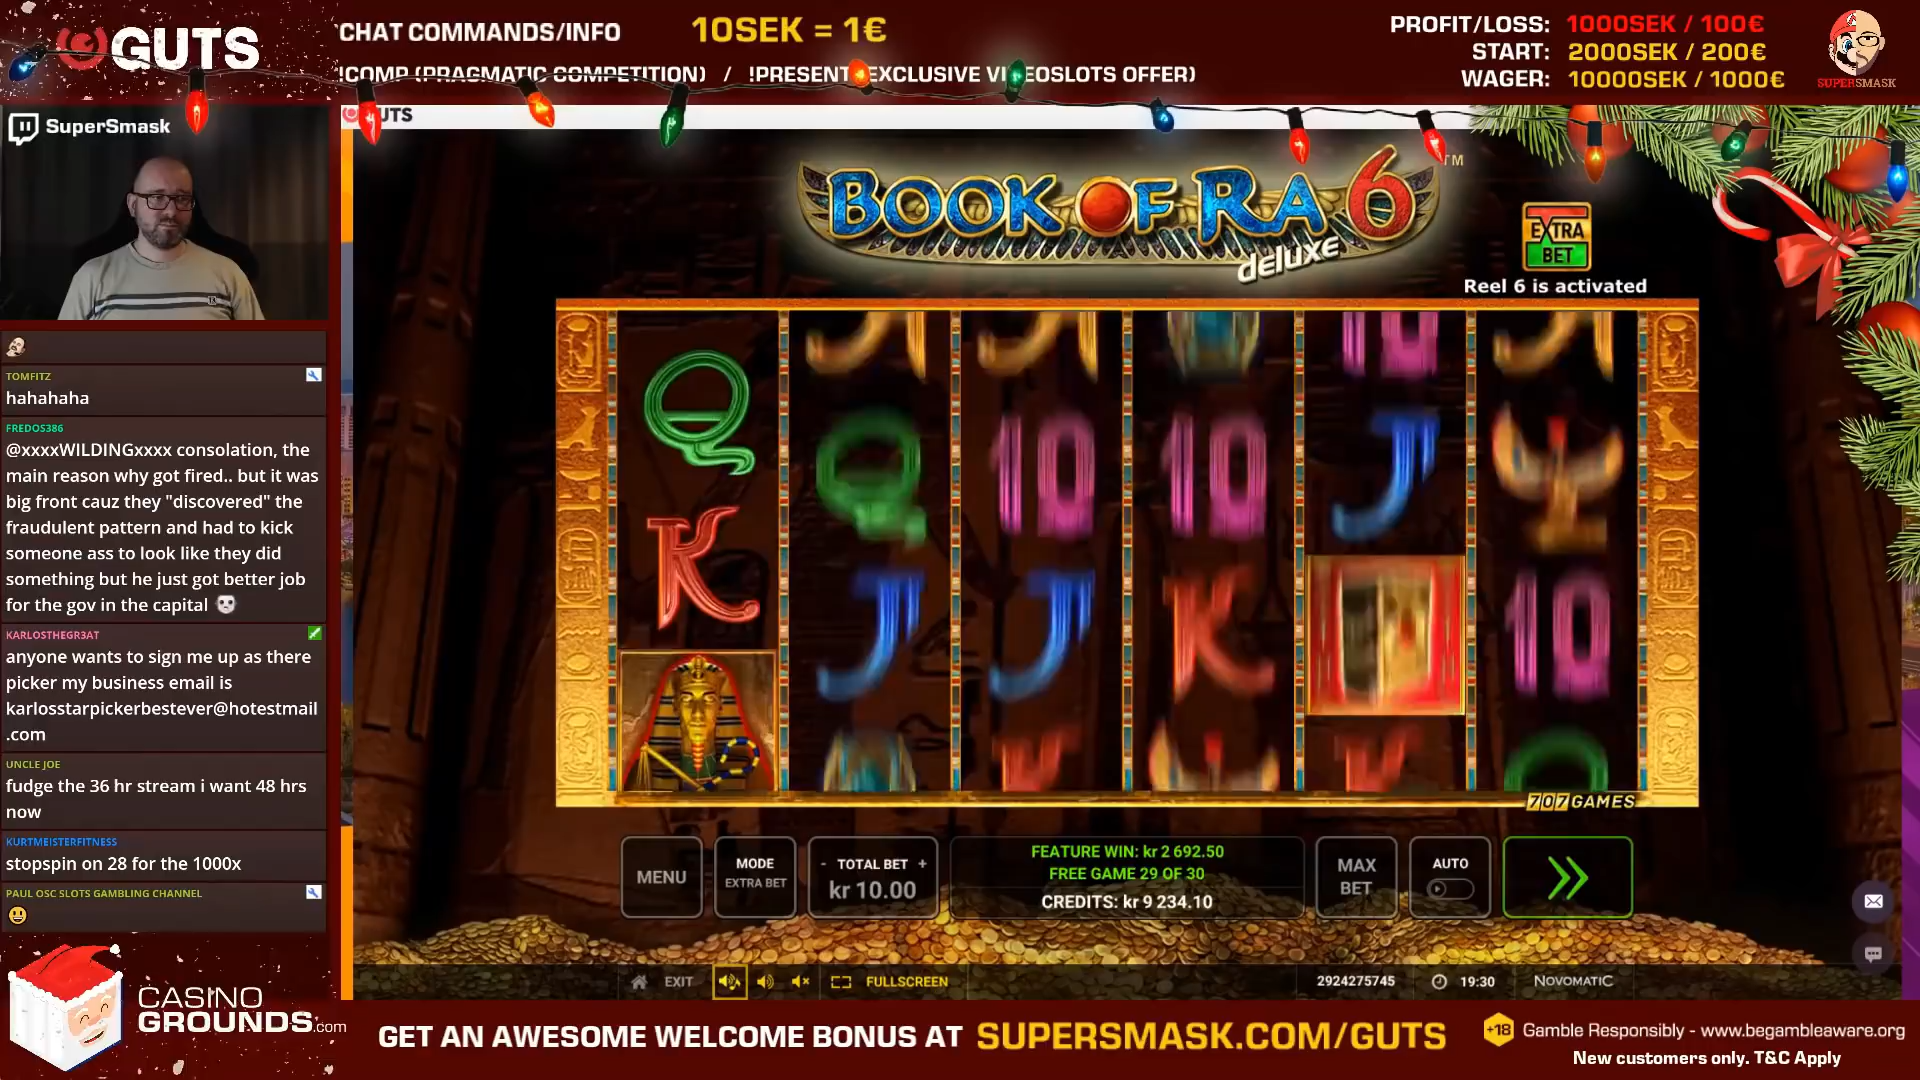 GUTS
CHAT COMMANDS/INFO
10SEK = 1€
!COMP (PRAGMATIC COMPETITION) / !PRESENT EXCLUSIVE VIDEOSLOTS OFFER)
PROFIT/LOSS: 1000SEK / 100€
START: 2000SEK / 200€
WAGER: 10000SEK / 1000€
SUPERSMASK
SuperSmask
UTS
BOOK OF RA 6
deluxe
TM
EXTRA
BET
Reel 6 is activated
TOMFITZ
hahahaha
FREDOS386
@xxxxWILDINGxxxx consolation, the
main reason why got fired.. but it was
big front cauz they "discovered" the
fraudulent pattern and had to kick
someone ass to look like they did
something but he just got better job
for the gov in the capital
KARLOSTHEGR3AT
anyone wants to sign me up as there
picker my business email is
karlosstarpickerbestever@hotestmail
.com
UNCLE JOE
fudge the 36 hr stream i want 48 hrs
now
KURTMEISTERFITNESS
stopspin on 28 for the 1000x
PAUL OSC SLOTS GAMBLING CHANNEL
Q
K
10
Q 10 10 J
J J K 10
K K
707 GAMES
MENU
MODE
EXTRA BET
- TOTAL BET +
kr 10.00
FEATURE WIN: kr 2 692.50
FREE GAME 29 OF 30
CREDITS: kr 9 234.10
MAX
BET
AUTO
EXIT
FULLSCREEN
2924275745
19:30
NOVOMATIC
CASINO
GROUNDS.com
GET AN AWESOME WELCOME BONUS AT SUPERSMASK.COM/GUTS
+18 Gamble Responsibly - www.begambleaware.org
New customers only. T&C Apply